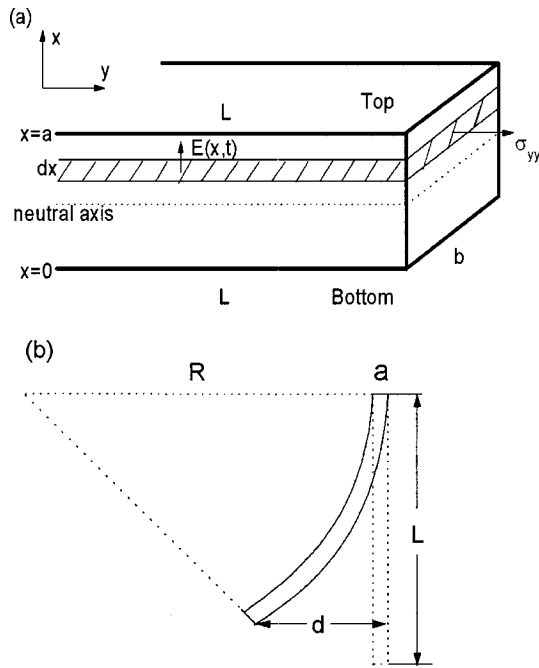 (a)
x
y
L
Top
x=a
E(x,t)
dx
σyy
neutral axis
b
x=0
L
Bottom
(b)
R
a
L
d